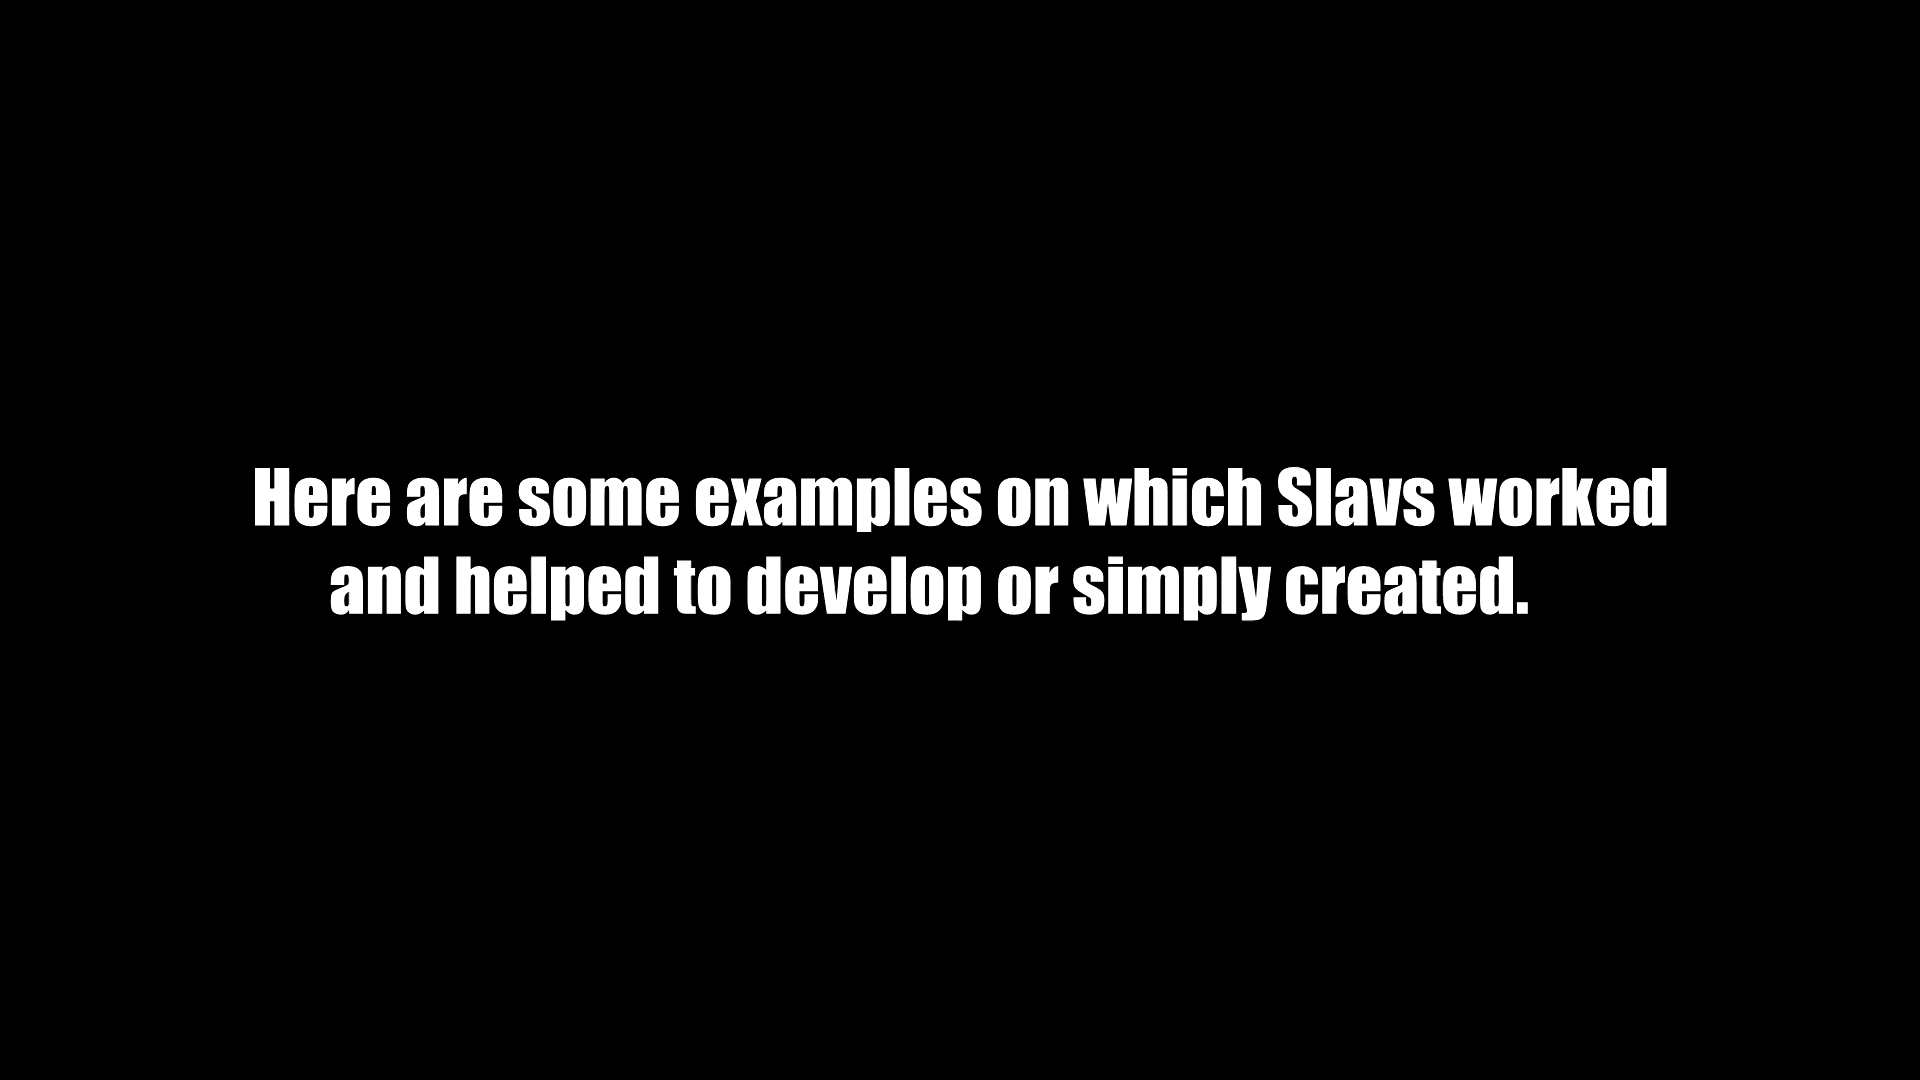 Here are some examples on which Slavs worked
and helped to develop or simply created.